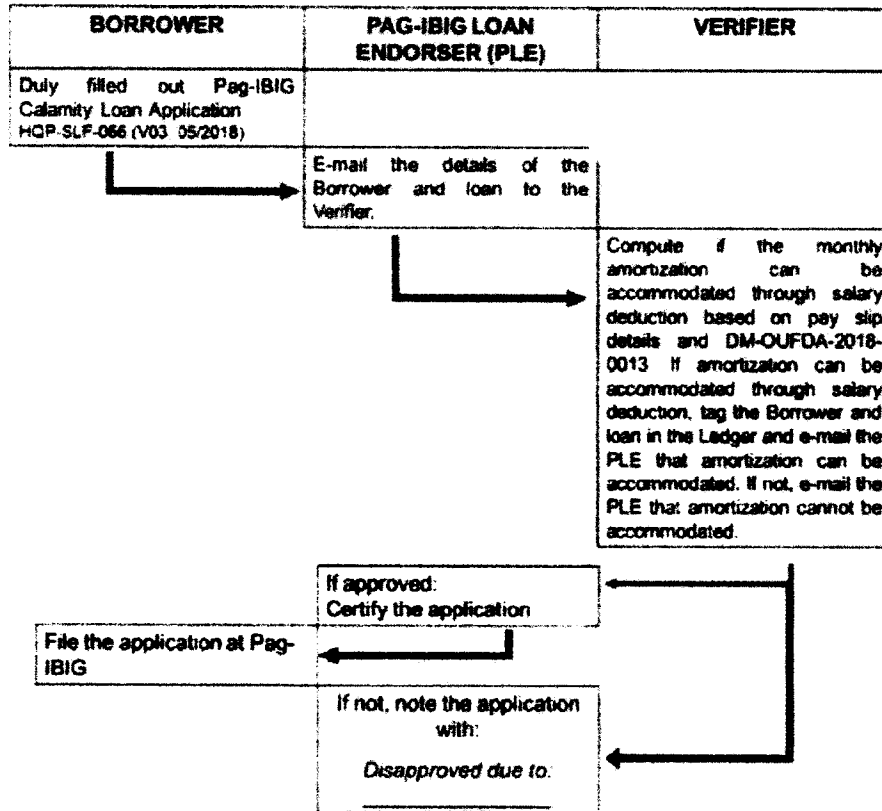 BORROWER
PAG-IBIG LOAN
ENDORSER (PLE)
VERIFIER
Duly filled out Pag-IBIG
Calamity Loan Application
HQP-SLF-066 (V03 05/2018)
E-mail the details of the
Borrower and loan to the
Verifier.
Compute if the monthly
amortization can be
accommodated through salary
deduction based on pay slip
details and DM-OUFDA-2018-
0013 If amortization can be
accommodated through salary
deduction, tag the Borrower and
loan in the Ledger and e-mail the
PLE that amortization can be
accommodated. If not, e-mail the
PLE that amortization cannot be
accommodated.
If approved:
Certify the application
File the application at Pag-
IBIG
If not, note the application
with:
Disapproved due to: